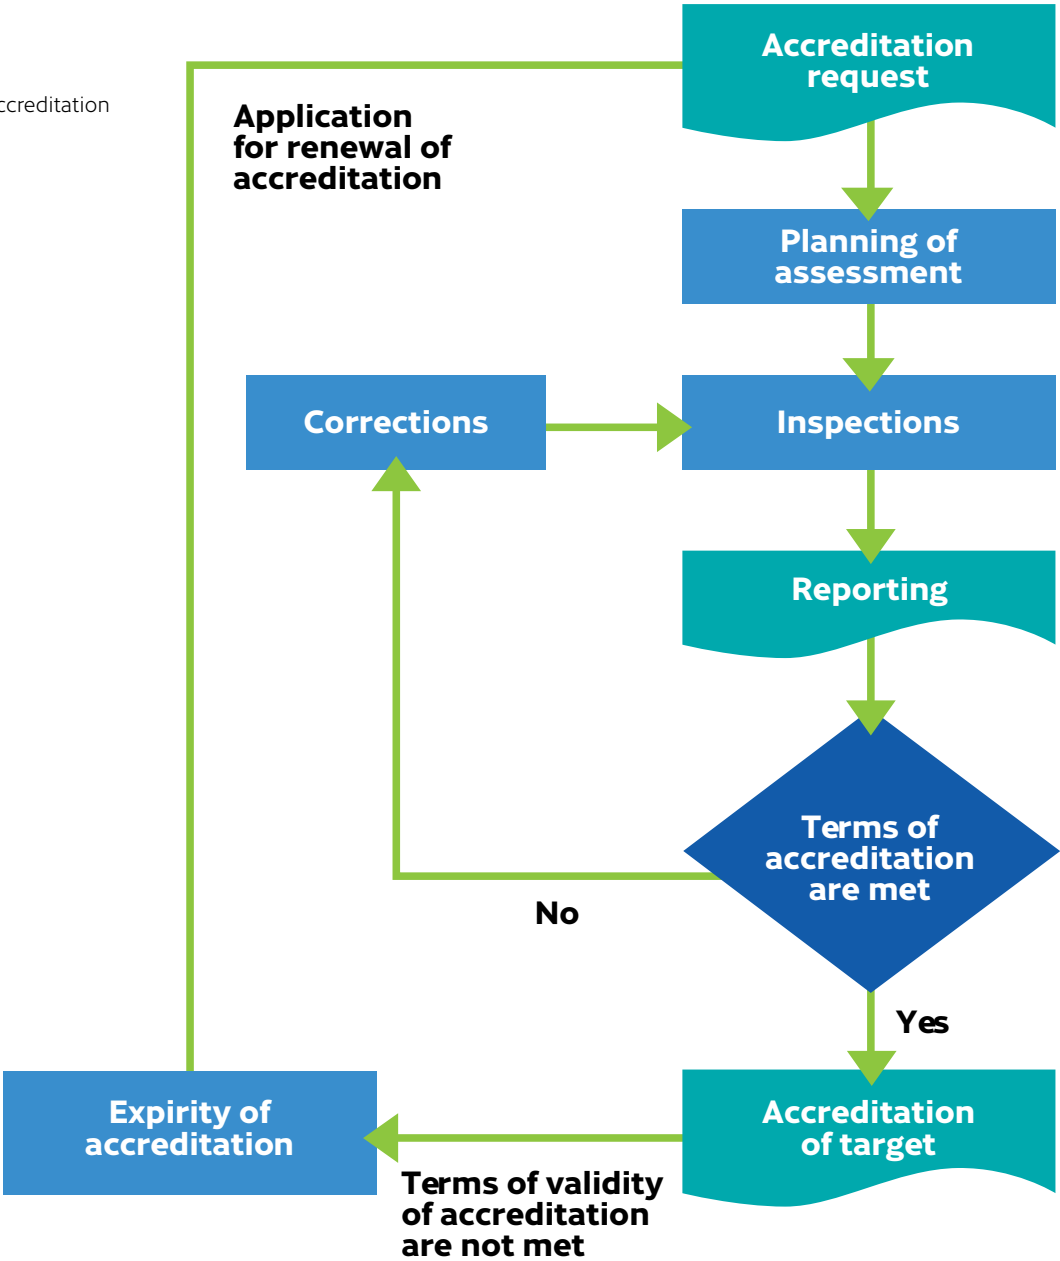 Accreditation
request
ccreditation
Application
for renewal of
accreditation
Planning of
assessment
Corrections
Inspections
Reporting
Terms of
accreditation
are met
No
Yes
Expirity of
accreditation
Accreditation
of target
Terms of validity
of accreditation
are not met